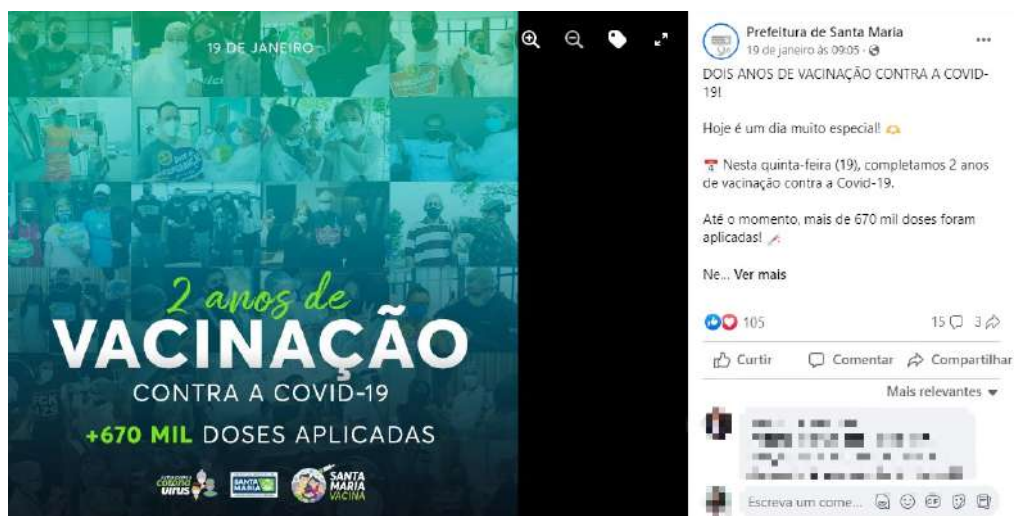 19 DE JANEIRO
2 anos de
VACINAÇÃO
CONTRA A COVID-19
+670 MIL DOSES APLICADAS
VIRUS
SANTA MARIA
SANTA
MARIA
VACINA
Prefeitura de Santa Maria
19 de janeiro às 09:05
DOIS ANOS DE VACINAÇÃO CONTRA A COVID-
19!
Hoje é um dia muito especial!
Nesta quinta-feira (19), completamos 2 anos
de vacinação contra a Covid-19.
Até o momento, mais de 670 mil doses foram
aplicadas!
Ne... Ver mais
105 15 3
Curtir Comentar Compartilhar
Mais relevantes
Escreva um come...